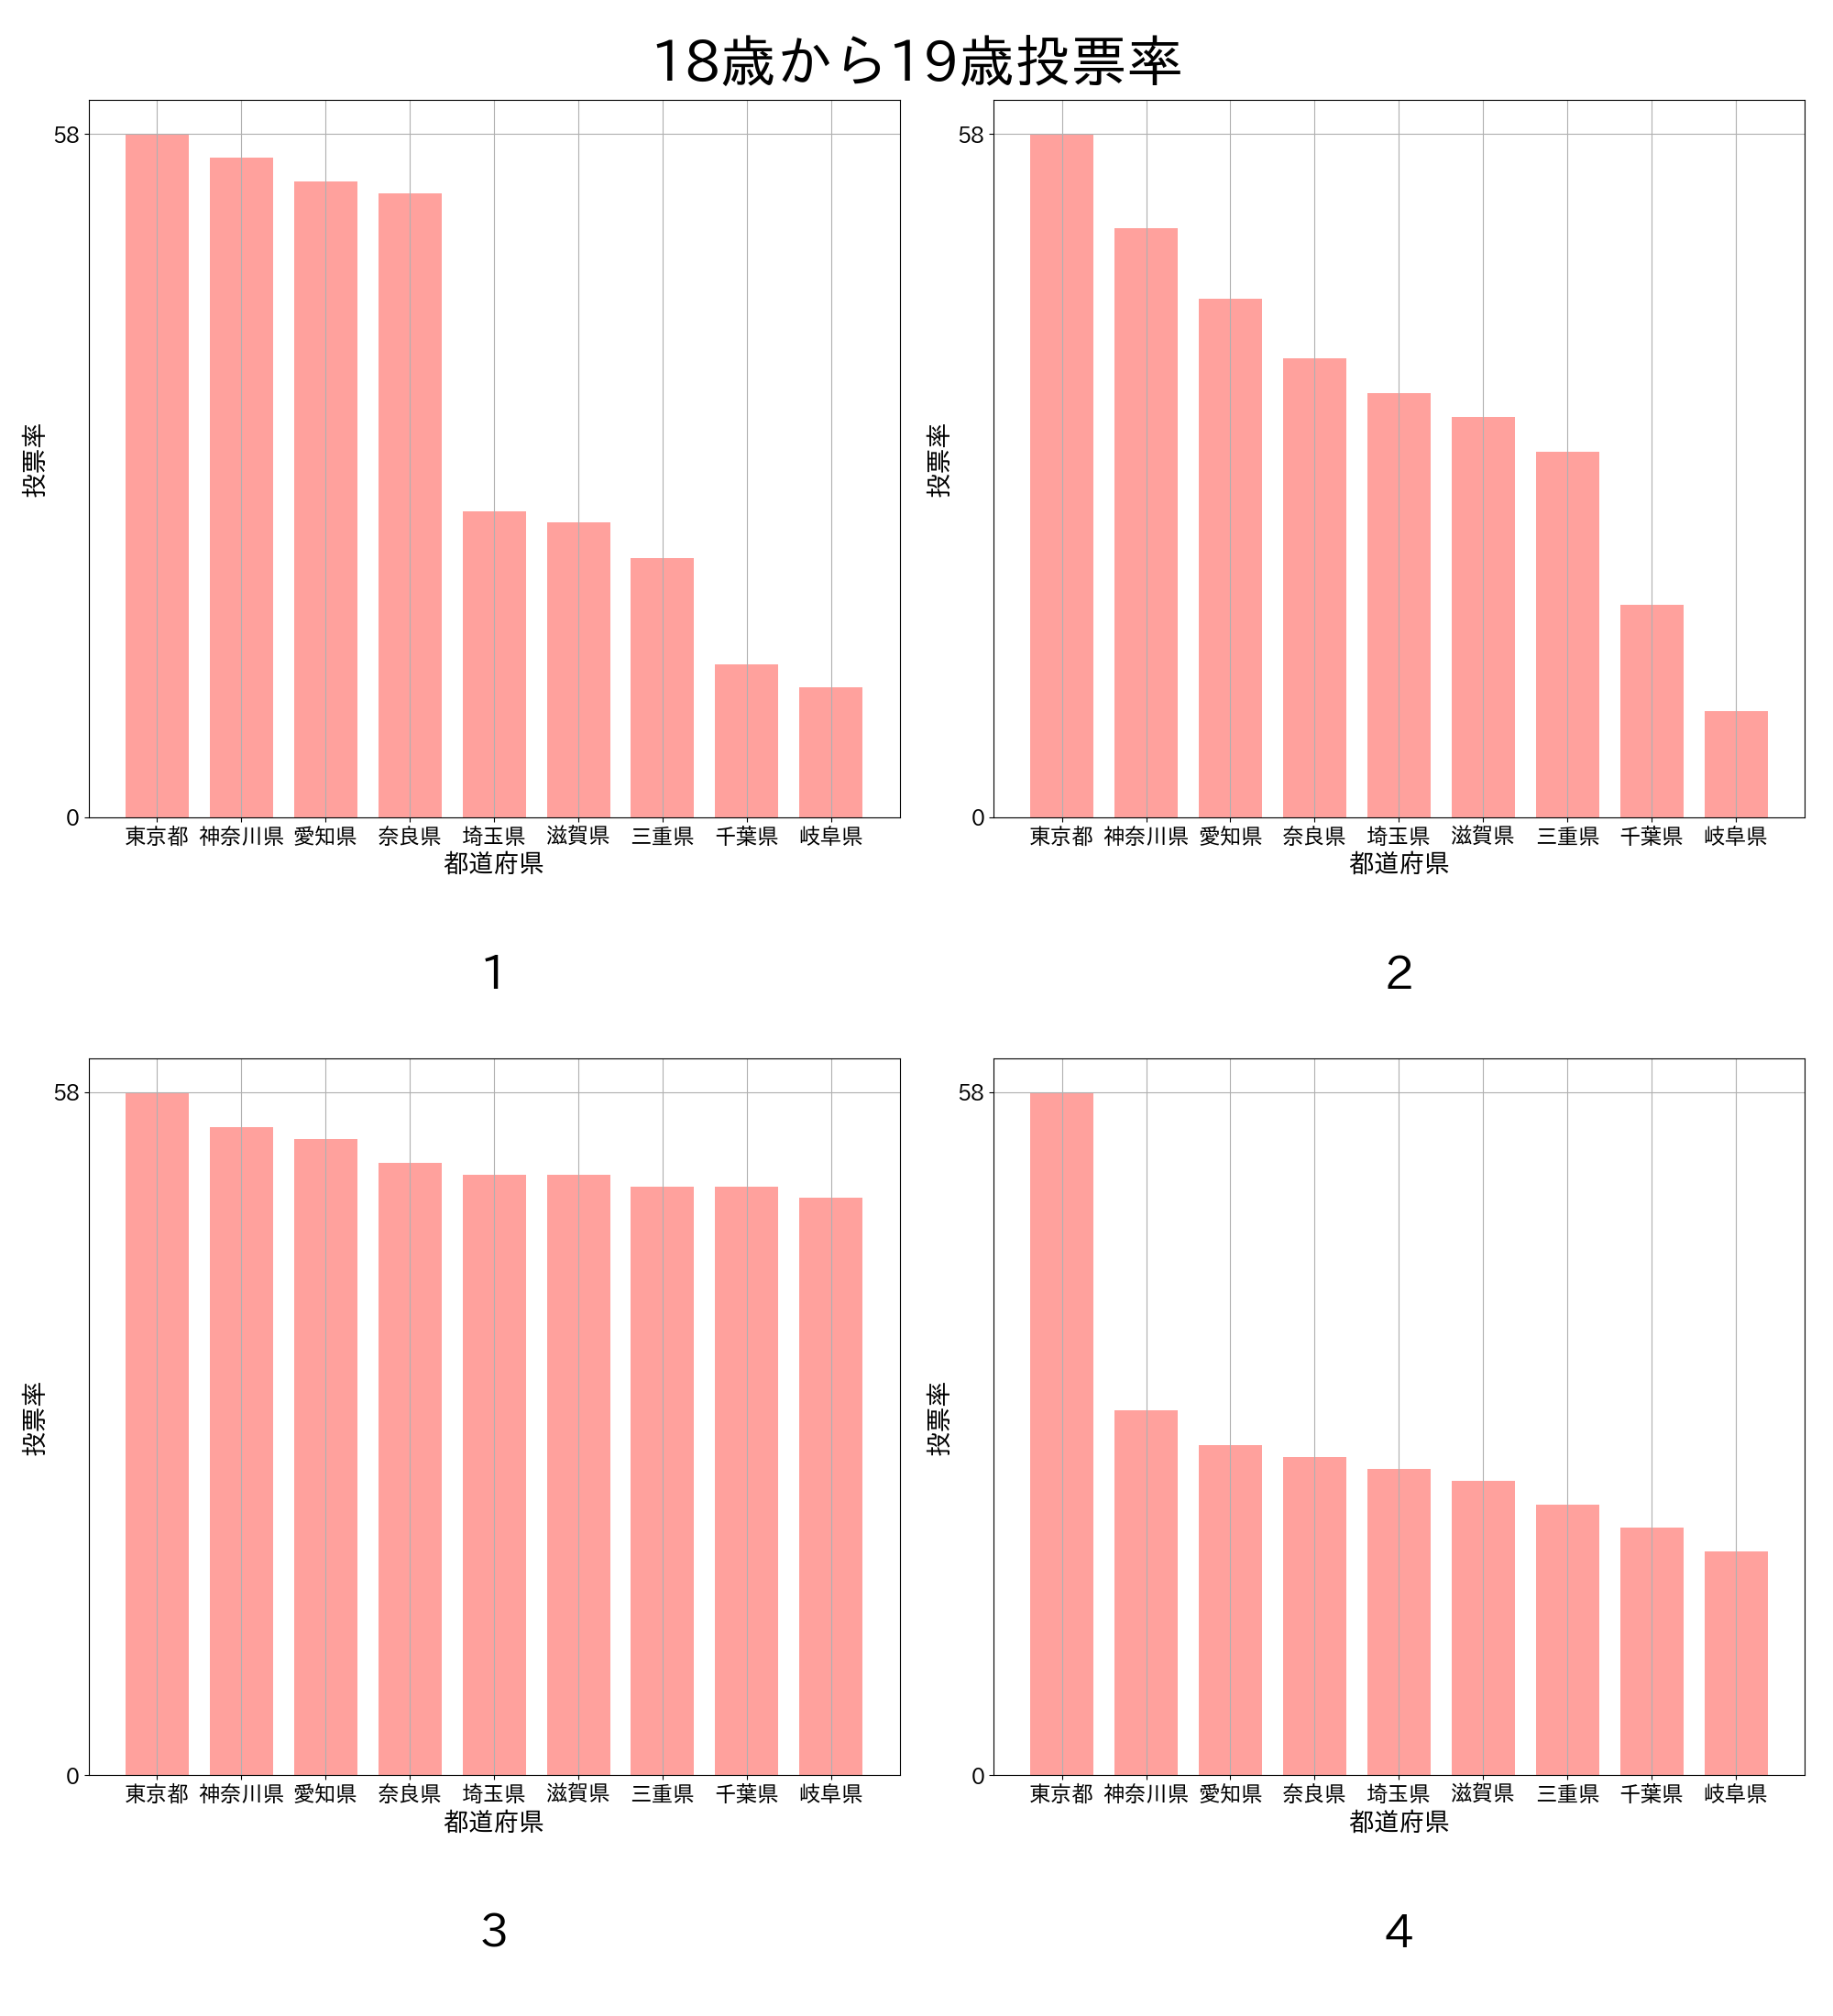 18歳から19歳投票率
58
0
投票率
東京都 神奈川県 愛知県 奈良県 埼玉県 滋賀県 三重県 千葉県 岐阜県
都道府県
1
58
0
投票率
東京都 神奈川県 愛知県 奈良県 埼玉県 滋賀県 三重県 千葉県 岐阜県
都道府県
2
58
0
投票率
東京都 神奈川県 愛知県 奈良県 埼玉県 滋賀県 三重県 千葉県 岐阜県
都道府県
3
58
0
投票率
東京都 神奈川県 愛知県 奈良県 埼玉県 滋賀県 三重県 千葉県 岐阜県
都道府県
4